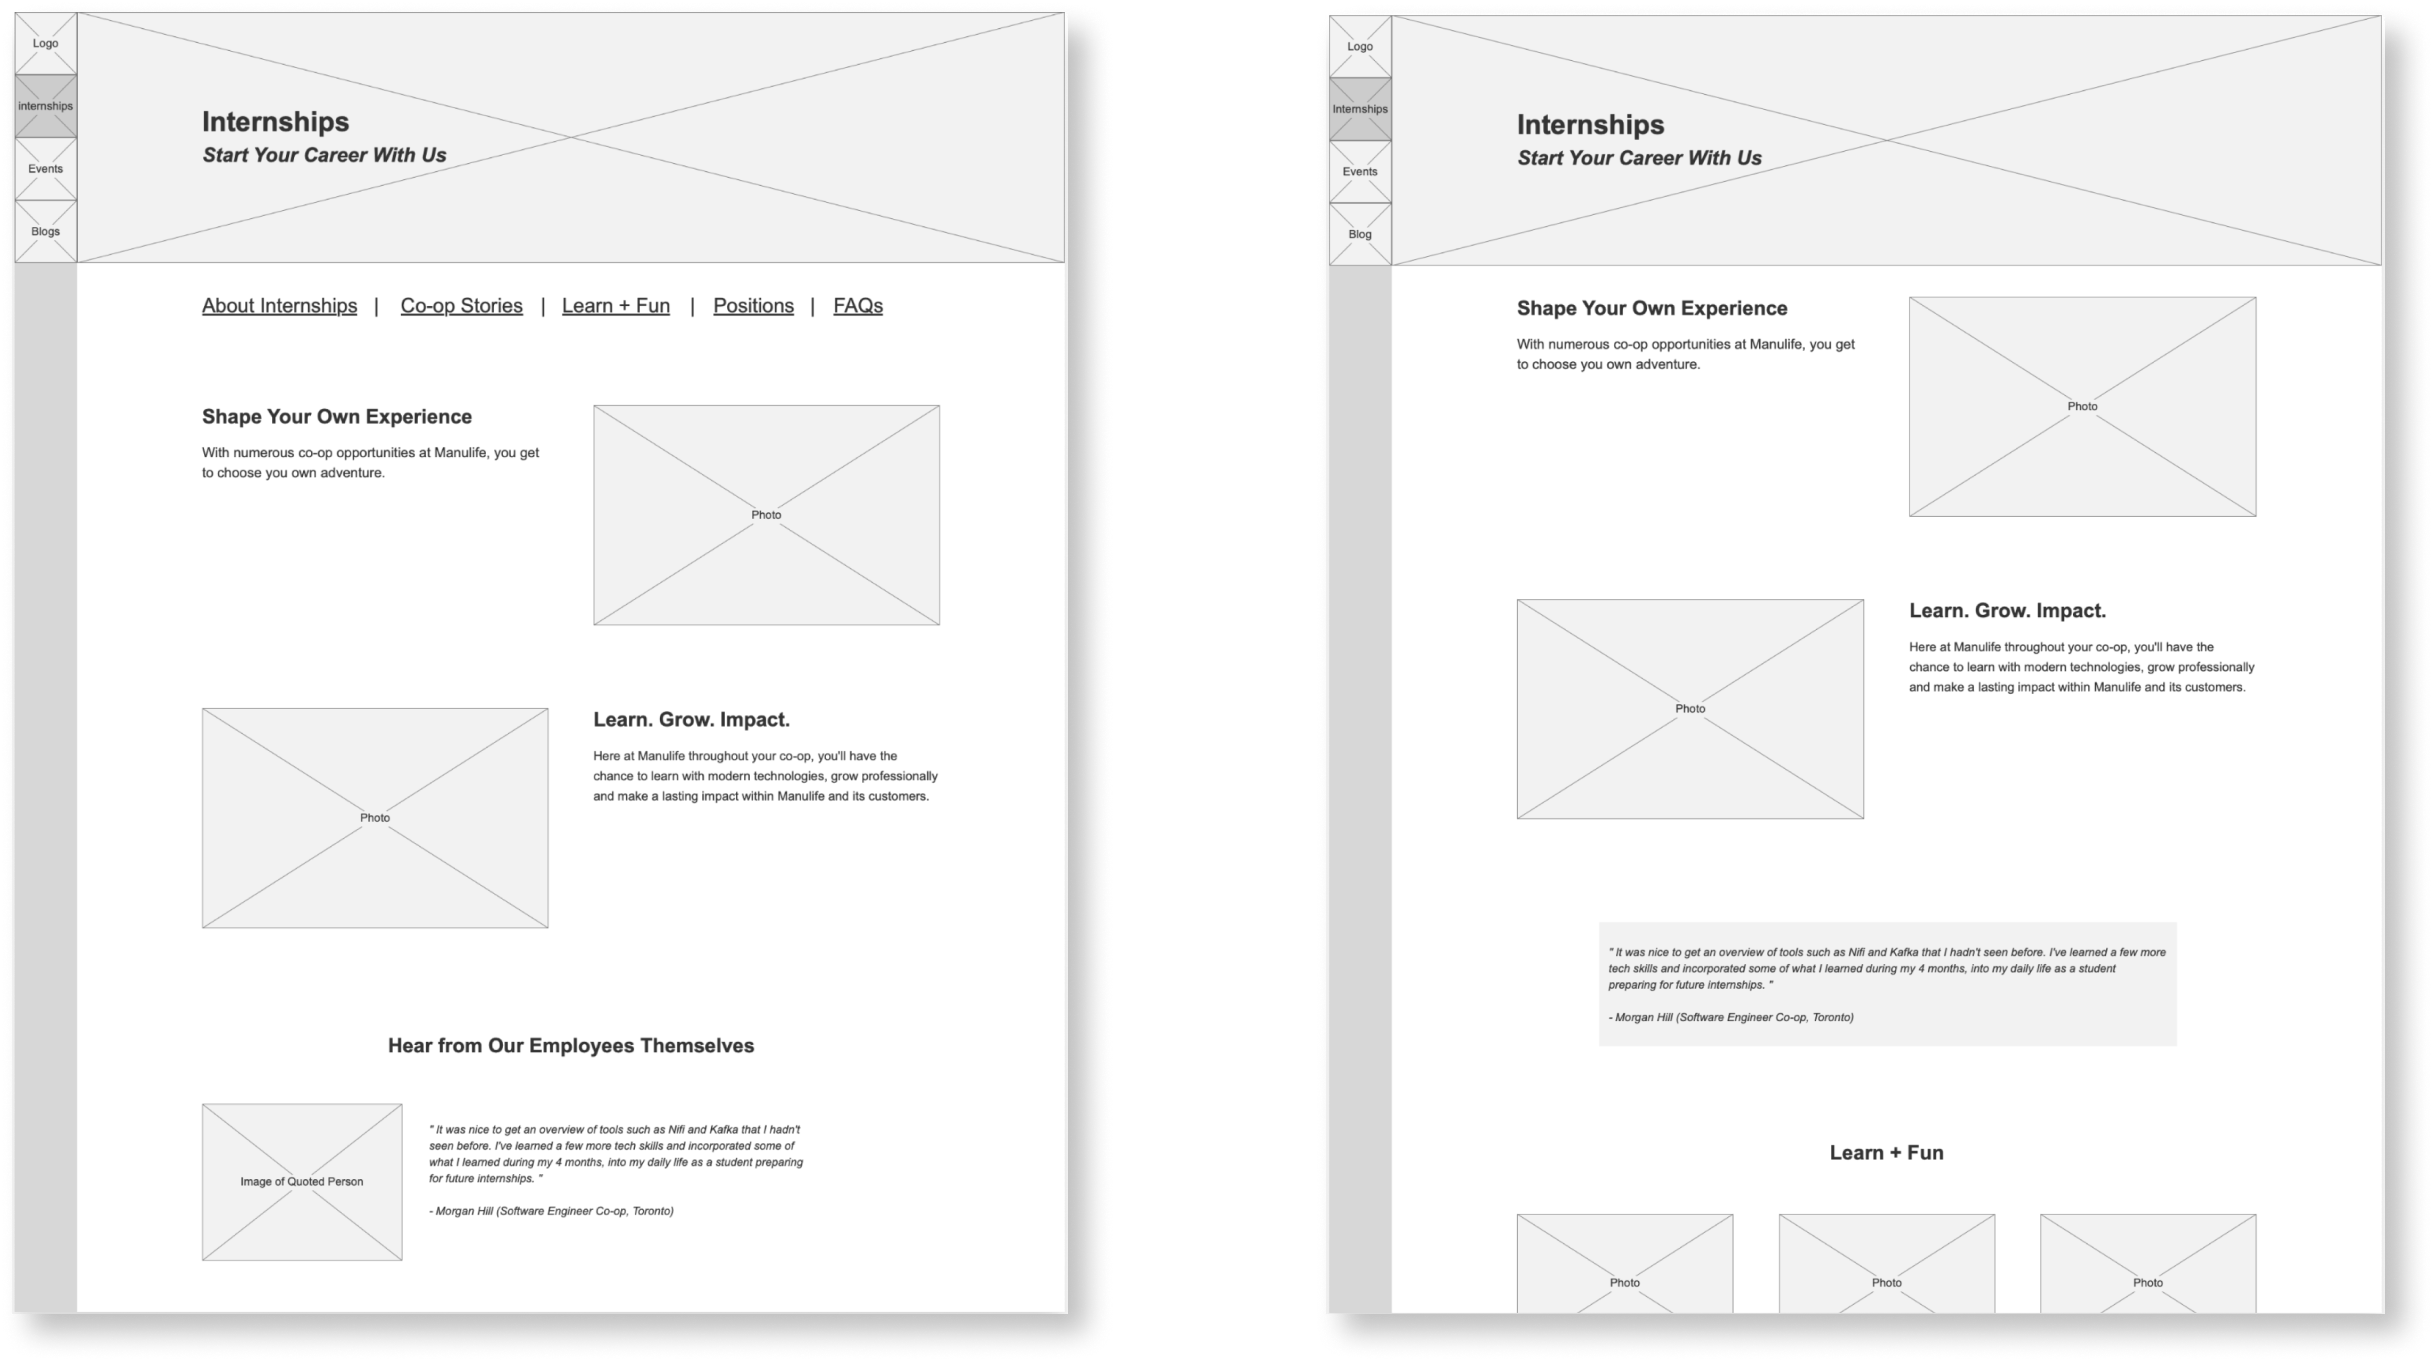 Logo
internships
Events
Blogs
Internships
Start Your Career With Us
About Internships | Co-op Stories | Learn + Fun | Positions | FAQs
Shape Your Own Experience
With numerous co-op opportunities at Manulife, you get
to choose you own adventure.
Photo
Photo
Learn. Grow. Impact.
Here at Manulife throughout your co-op, you'll have the
chance to learn with modern technologies, grow professionally
and make a lasting impact within Manulife and its customers.
Hear from Our Employees Themselves
Image of Quoted Person
" It was nice to get an overview of tools such as Nifi and Kafka that I hadn't
seen before. I've learned a few more tech skills and incorporated some of
what I learned during my 4 months, into my daily life as a student preparing
for future internships. "
- Morgan Hill (Software Engineer Co-op, Toronto)
Logo
Internships
Events
Blog
Internships
Start Your Career With Us
Shape Your Own Experience
With numerous co-op opportunities at Manulife, you get
to choose you own adventure.
Photo
Photo
Learn. Grow. Impact.
Here at Manulife throughout your co-op, you'll have the
chance to learn with modern technologies, grow professionally
and make a lasting impact within Manulife and its customers.
" It was nice to get an overview of tools such as Nifi and Kafka that I hadn't seen before. I've learned a few more
tech skills and incorporated some of what I learned during my 4 months, into my daily life as a student
preparing for future internships. "
- Morgan Hill (Software Engineer Co-op, Toronto)
Learn + Fun
Photo
Photo
Photo